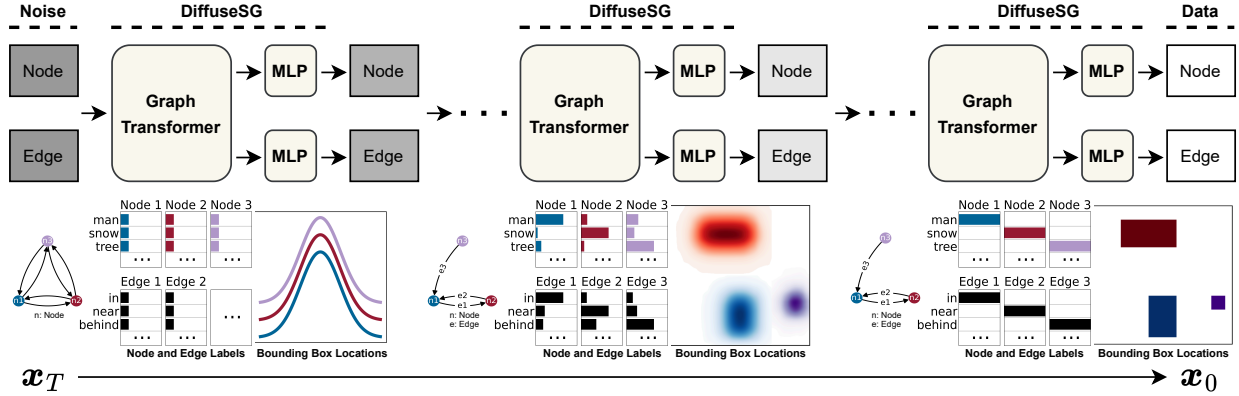 Noise DiffuseSG DiffuseSG DiffuseSG Data
Node MLP Node MLP Node MLP Node
Graph Transformer . . . Graph Transformer . . . Graph Transformer
Edge MLP Edge MLP Edge MLP Edge
Node 1 Node 2 Node 3
man
snow
tree
...
...
...
Edge 1 Edge 2
in
near
behind
...
...
...
n3
n1
n2
n: Node
Node and Edge Labels Bounding Box Locations
Node 1 Node 2 Node 3
man
snow
tree
...
...
...
Edge 1 Edge 2 Edge 3
in
near
behind
...
...
...
n3
e3
e2
n1
n2
e1
n: Node
e: Edge
Node and Edge Labels Bounding Box Locations
Node 1 Node 2 Node 3
man
snow
tree
...
...
...
Edge 1 Edge 2 Edge 3
in
near
behind
...
...
...
n3
e3
e2
n1
n2
e1
n: Node
e: Edge
Node and Edge Labels Bounding Box Locations
x_T x_0